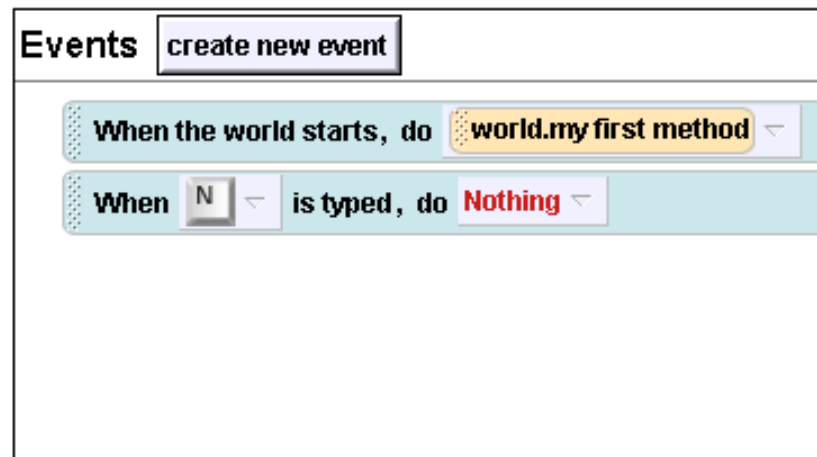 Events create new event
When the world starts, do world.my first method
When N is typed, do Nothing